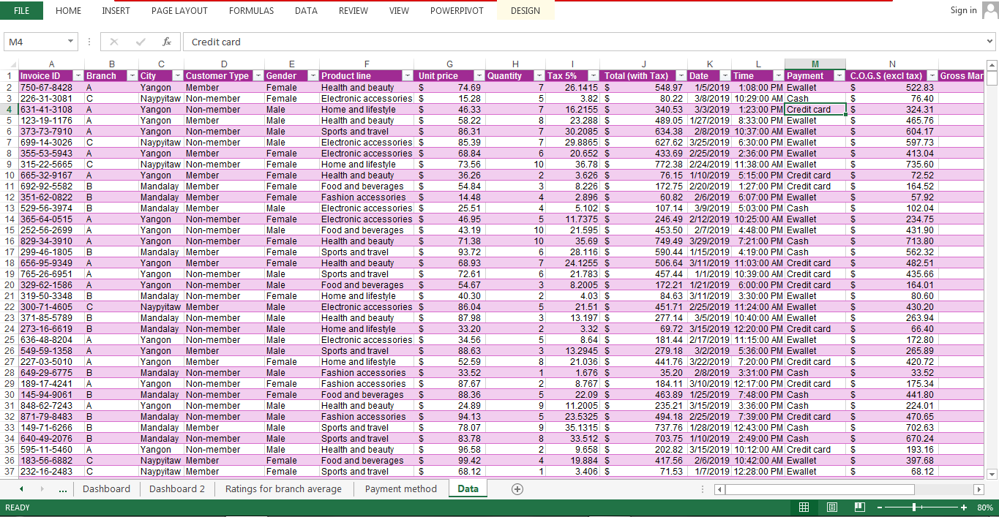 FILE HOME INSERT PAGE LAYOUT FORMULAS DATA REVIEW VIEW POWERPIVOT DESIGN Sign in
M4 fx Credit card
A B C D E F G H I J K L M N
1 Invoice ID Branch City Customer Type Gender Product line Unit price Quantity Tax 5% Total (with Tax) Date Time Payment C.O.G.S (excl tax) Gross Mar
2 750-67-8428 A Yangon Member Female Health and beauty $ 74.69 7 26.1415 $ 548.97 1/5/2019 1:08:00 PM Ewallet $ 522.83
3 226-31-3081 C Naypyitaw Non-member Female Electronic accessories $ 15.28 5 3.82 $ 80.22 3/8/2019 10:29:00 AM Cash $ 76.40
4 631-41-3108 A Yangon Non-member Male Home and lifestyle $ 46.33 7 16.2155 $ 340.53 3/3/2019 1:23:00 PM Credit card $ 324.31
5 123-19-1176 A Yangon Member Male Health and beauty $ 58.22 8 23.288 $ 489.05 1/27/2019 8:33:00 PM Ewallet $ 465.76
6 373-73-7910 A Yangon Non-member Male Sports and travel $ 86.31 7 30.2085 $ 634.38 2/8/2019 10:37:00 AM Ewallet $ 604.17
7 699-14-3026 C Naypyitaw Non-member Male Electronic accessories $ 85.39 7 29.8865 $ 627.62 3/25/2019 6:30:00 PM Ewallet $ 597.73
8 355-53-5943 A Yangon Member Female Electronic accessories $ 68.84 6 20.652 $ 433.69 2/25/2019 2:36:00 PM Ewallet $ 413.04
9 315-22-5665 C Naypyitaw Non-member Female Home and lifestyle $ 73.56 10 36.78 $ 772.38 2/24/2019 11:38:00 AM Ewallet $ 735.60
10 665-32-9167 A Yangon Member Female Health and beauty $ 36.26 2 3.626 $ 76.15 1/10/2019 5:15:00 PM Credit card $ 72.52
11 692-92-5582 B Mandalay Member Female Food and beverages $ 54.84 3 8.226 $ 172.75 2/20/2019 1:27:00 PM Credit card $ 164.52
12 351-62-0822 B Mandalay Member Female Fashion accessories $ 14.48 4 2.896 $ 60.82 2/6/2019 6:07:00 PM Ewallet $ 57.92
13 529-56-3974 B Mandalay Member Male Electronic accessories $ 25.51 4 5.102 $ 107.14 3/9/2019 5:03:00 PM Cash $ 102.04
14 365-64-0515 A Yangon Non-member Female Electronic accessories $ 46.95 5 11.7375 $ 246.49 2/12/2019 10:25:00 AM Ewallet $ 234.75
15 252-56-2699 A Yangon Non-member Male Food and beverages $ 43.19 10 21.595 $ 453.50 2/7/2019 4:48:00 PM Ewallet $ 431.90
16 829-34-3910 A Yangon Non-member Female Health and beauty $ 71.38 10 35.69 $ 749.49 3/29/2019 7:21:00 PM Cash $ 713.80
17 299-46-1805 B Mandalay Member Female Sports and travel $ 93.72 6 28.116 $ 590.44 1/15/2019 4:19:00 PM Cash $ 562.32
18 656-95-9349 A Yangon Member Female Health and beauty $ 68.93 7 24.1255 $ 506.64 3/11/2019 11:03:00 AM Credit card $ 482.51
19 765-26-6951 A Yangon Member Male Sports and travel $ 72.61 6 21.783 $ 457.44 1/1/2019 10:39:00 AM Credit card $ 435.66
20 329-62-1586 A Yangon Non-member Male Food and beverages $ 54.67 3 8.2005 $ 172.21 1/21/2019 6:00:00 PM Credit card $ 164.01
21 319-50-3348 B Mandalay Non-member Female Home and lifestyle $ 40.30 2 4.03 $ 84.63 3/11/2019 3:30:00 PM Ewallet $ 80.60
22 300-71-4605 C Naypyitaw Member Male Electronic accessories $ 86.04 5 21.51 $ 451.71 2/25/2019 11:24:00 AM Ewallet $ 430.20
23 371-85-5789 B Mandalay Non-member Male Health and beauty $ 87.98 3 13.197 $ 277.14 3/5/2019 10:40:00 AM Ewallet $ 263.94
24 273-16-6619 B Mandalay Non-member Male Home and lifestyle $ 33.20 2 3.32 $ 69.72 3/15/2019 12:20:00 PM Credit card $ 66.40
25 636-48-8204 A Yangon Non-member Male Electronic accessories $ 34.56 5 8.64 $ 181.44 2/17/2019 11:15:00 AM Ewallet $ 172.80
26 549-59-1358 A Yangon Member Male Sports and travel $ 88.63 3 13.2945 $ 279.18 3/2/2019 5:36:00 PM Ewallet $ 265.89
27 227-03-5010 A Yangon Member Female Home and lifestyle $ 52.59 8 21.036 $ 441.76 3/22/2019 7:20:00 PM Credit card $ 420.72
28 649-29-6775 B Mandalay Non-member Male Fashion accessories $ 33.52 1 1.676 $ 35.20 2/8/2019 3:31:00 PM Cash $ 33.52
29 189-17-4241 A Yangon Non-member Female Fashion accessories $ 87.67 2 8.767 $ 184.11 3/10/2019 12:17:00 PM Credit card $ 175.34
30 145-94-9061 B Mandalay Non-member Female Food and beverages $ 88.36 5 22.09 $ 463.89 1/25/2019 7:48:00 PM Cash $ 441.80
31 848-62-7243 A Yangon Non-member Male Health and beauty $ 24.89 9 11.2005 $ 235.21 3/15/2019 3:36:00 PM Cash $ 224.01
32 871-79-8483 B Mandalay Non-member Male Fashion accessories $ 94.13 5 23.5325 $ 494.18 2/25/2019 7:39:00 PM Credit card $ 470.65
33 149-71-6266 B Mandalay Member Male Sports and travel $ 78.07 9 35.1315 $ 737.76 1/28/2019 12:43:00 PM Cash $ 702.63
34 640-49-2076 B Mandalay Non-member Male Sports and travel $ 83.78 8 33.512 $ 703.75 1/10/2019 2:49:00 PM Cash $ 670.24
35 595-11-5460 A Yangon Non-member Male Health and beauty $ 96.58 2 9.658 $ 202.82 3/15/2019 10:12:00 AM Credit card $ 193.16
36 183-56-6882 C Naypyitaw Member Female Food and beverages $ 99.42 4 19.884 $ 417.56 2/6/2019 10:42:00 AM Ewallet $ 397.68
37 232-16-2483 C Naypyitaw Member Female Sports and travel $ 68.12 1 3.406 $ 71.53 1/7/2019 12:28:00 PM Ewallet $ 68.12
... Dashboard Dashboard 2 Ratings for branch average Payment method Data
READY 80%